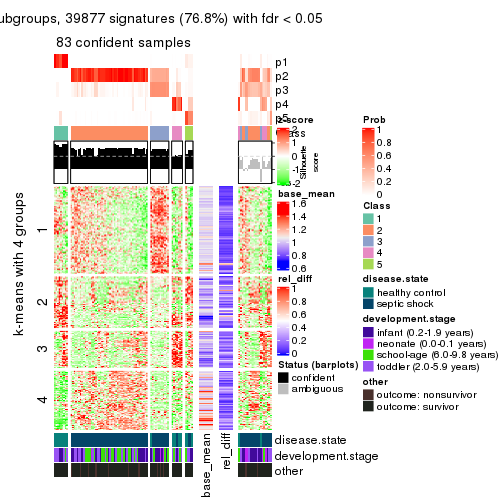 ubgroups, 39877 signatures (76.8%) with fdr < 0.05
83 confident samples
p1
p2
p3
p4
p5
Class
z-score
2
1
0
-1
-2
Silhouette
score
k-means with 4 groups
1
2
3
4
base_mean
1.6
1.4
1.2
1
0.8
0.6
rel_diff
1
0.8
0.6
0.4
0.2
0
Status (barplots)
confident
ambiguous
Prob
1
0.8
0.6
0.4
0.2
0
Class
1
2
3
4
5
disease.state
healthy control
septic shock
development.stage
infant (0.2-1.9 years)
neonate (0.0-0.1 years)
school-age (6.0-9.8 years)
toddler (2.0-5.9 years)
other
outcome: nonsurvivor
outcome: survivor
disease.state
development.stage
other
base_mean
rel_diff